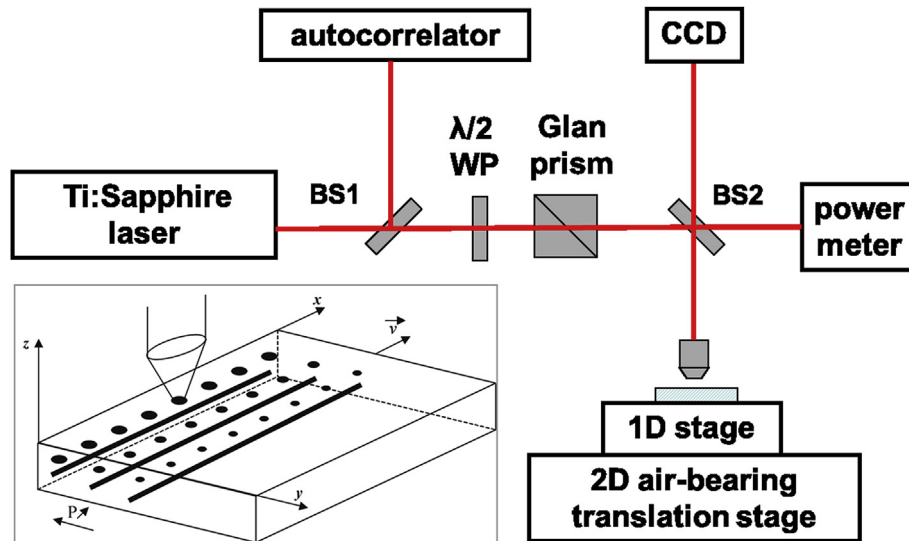 autocorrelator
CCD
λ/2
WP
Glan
prism
Ti:Sapphire
laser
BS1
BS2
power
meter
x
v
z
y
P
1D stage
2D air-bearing
translation stage